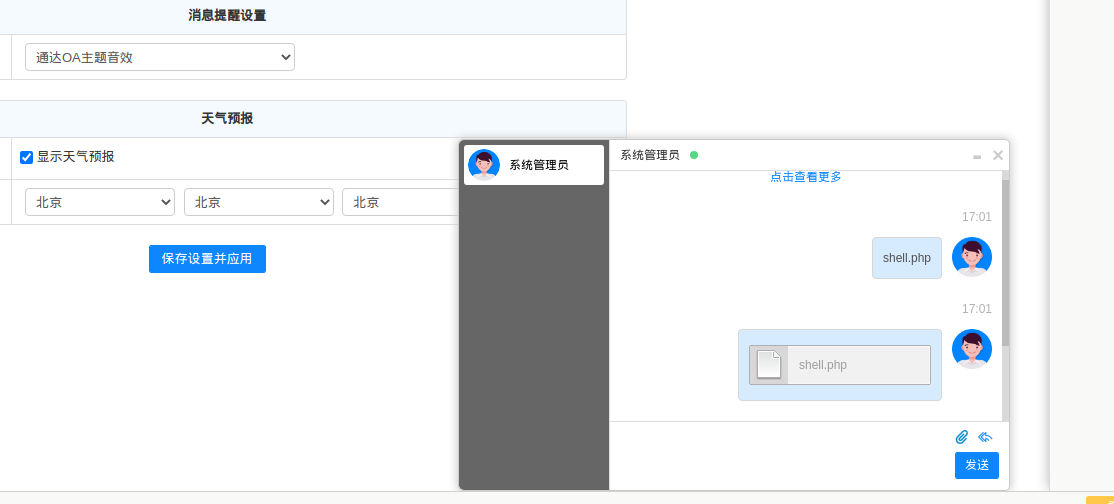 消息提醒设置
通达OA主题音效
天气预报
显示天气预报
北京
北京
北京
保存设置并应用
系统管理员
系统管理员
点击查看更多
17:01
shell.php
17:01
shell.php
发送